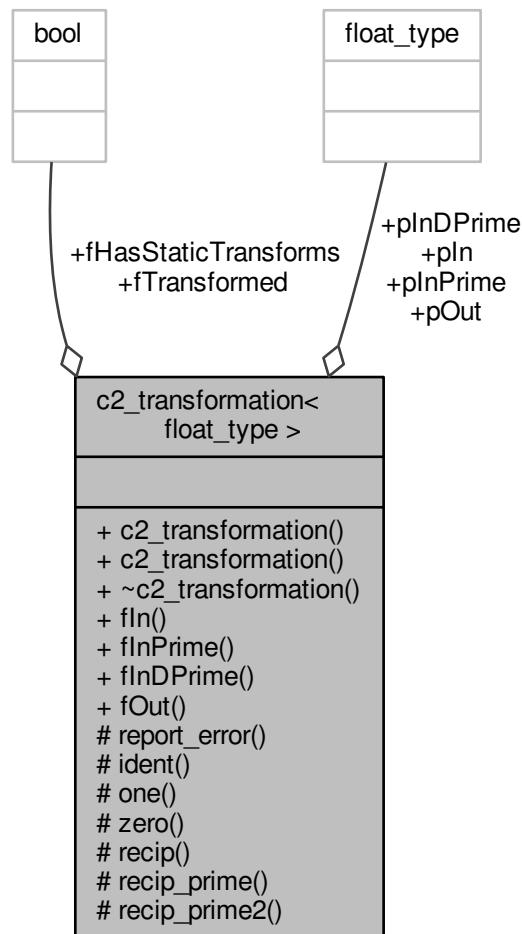 bool
float_type
+fHasStaticTransforms
+fTransformed
+pInDPrime
+pIn
+pInPrime
+pOut
c2_transformation<
float_type >
+ c2_transformation()
+ c2_transformation()
+ ~c2_transformation()
+ fIn()
+ fInPrime()
+ fInDPrime()
+ fOut()
# report_error()
# ident()
# one()
# zero()
# recip()
# recip_prime()
# recip_prime2()